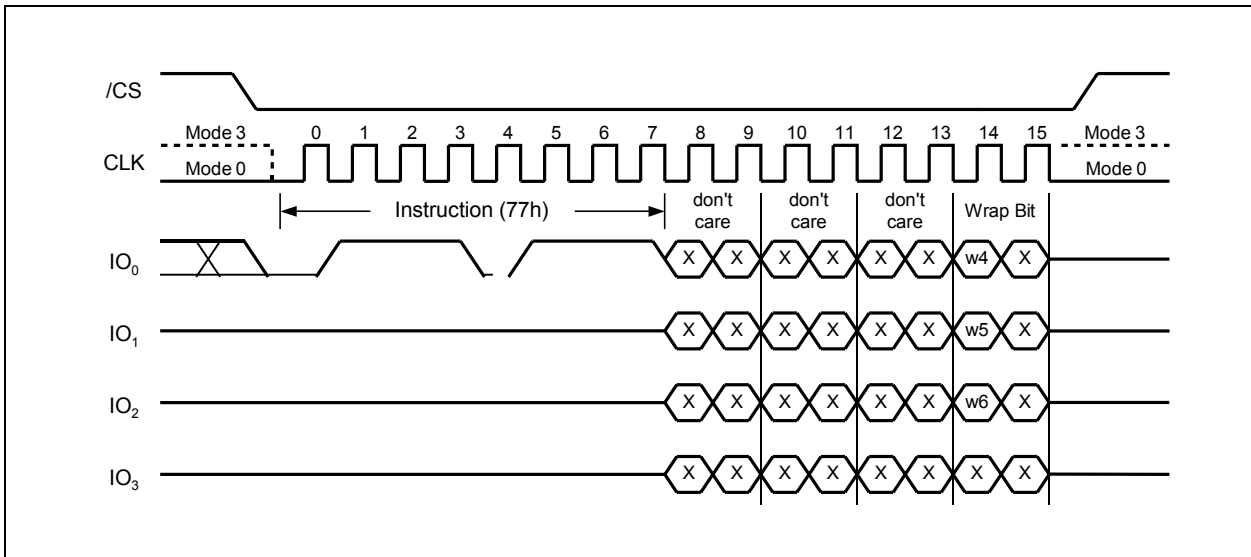 /CS
Mode 3 0 1 2 3 4 5 6 7 8 9 10 11 12 13 14 15 Mode 3
CLK
Mode 0 Mode 0
Instruction (77h) don't care don't care don't care Wrap Bit
IO0 X X X X X X w4 X
IO1 X X X X X X w5 X
IO2 X X X X X X w6 X
IO3 X X X X X X X X